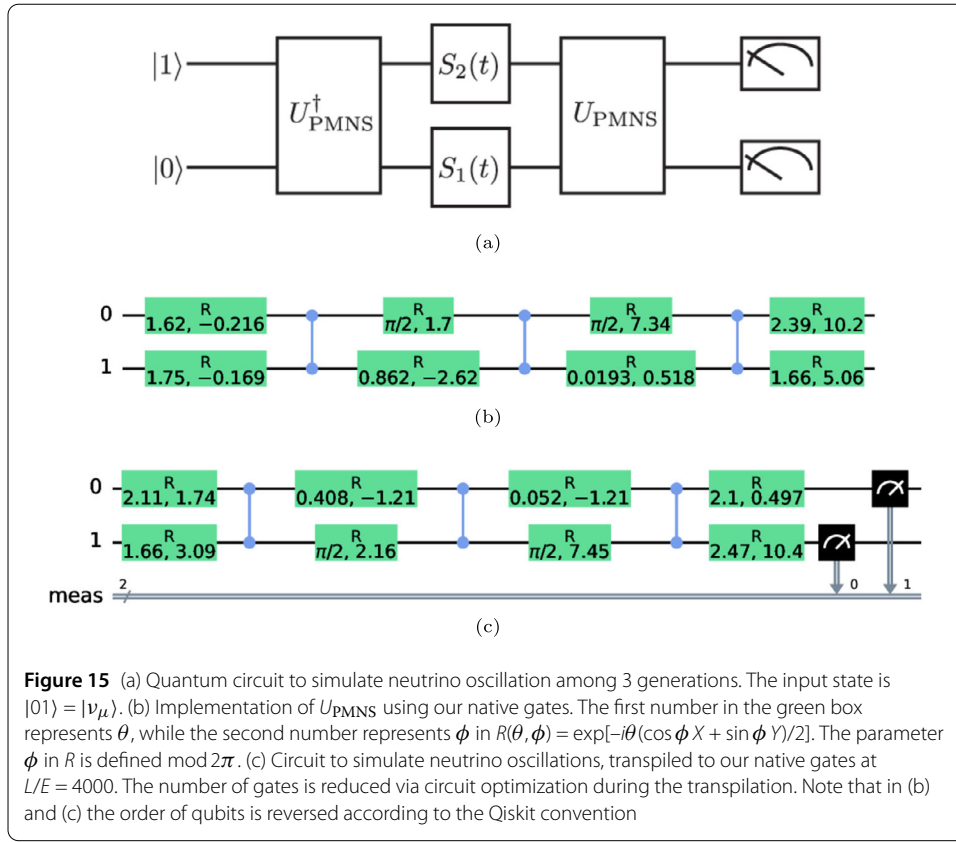 |1⟩ U†PMNS S2(t) UPMNS
|0⟩ S1(t)
(a)
0 R 1.62, −0.216 R π/2, 1.7 R π/2, 7.34 R 2.39, 10.2
1 R 1.75, −0.169 R 0.862, −2.62 R 0.0193, 0.518 R 1.66, 5.06
(b)
0 R 2.11, 1.74 R 0.408, −1.21 R 0.052, −1.21 R 2.1, 0.497
1 R 1.66, 3.09 R π/2, 2.16 R π/2, 7.45 R 2.47, 10.4
meas 2 0 1
(c)
Figure 15 (a) Quantum circuit to simulate neutrino oscillation among 3 generations. The input state is
|01⟩ = |νμ⟩. (b) Implementation of UPMNS using our native gates. The first number in the green box
represents θ, while the second number represents ϕ in R(θ, ϕ) = exp[−iθ(cos ϕ X + sin ϕ Y)/2]. The parameter
ϕ in R is defined mod 2π. (c) Circuit to simulate neutrino oscillations, transpiled to our native gates at
L/E = 4000. The number of gates is reduced via circuit optimization during the transpilation. Note that in (b)
and (c) the order of qubits is reversed according to the Qiskit convention